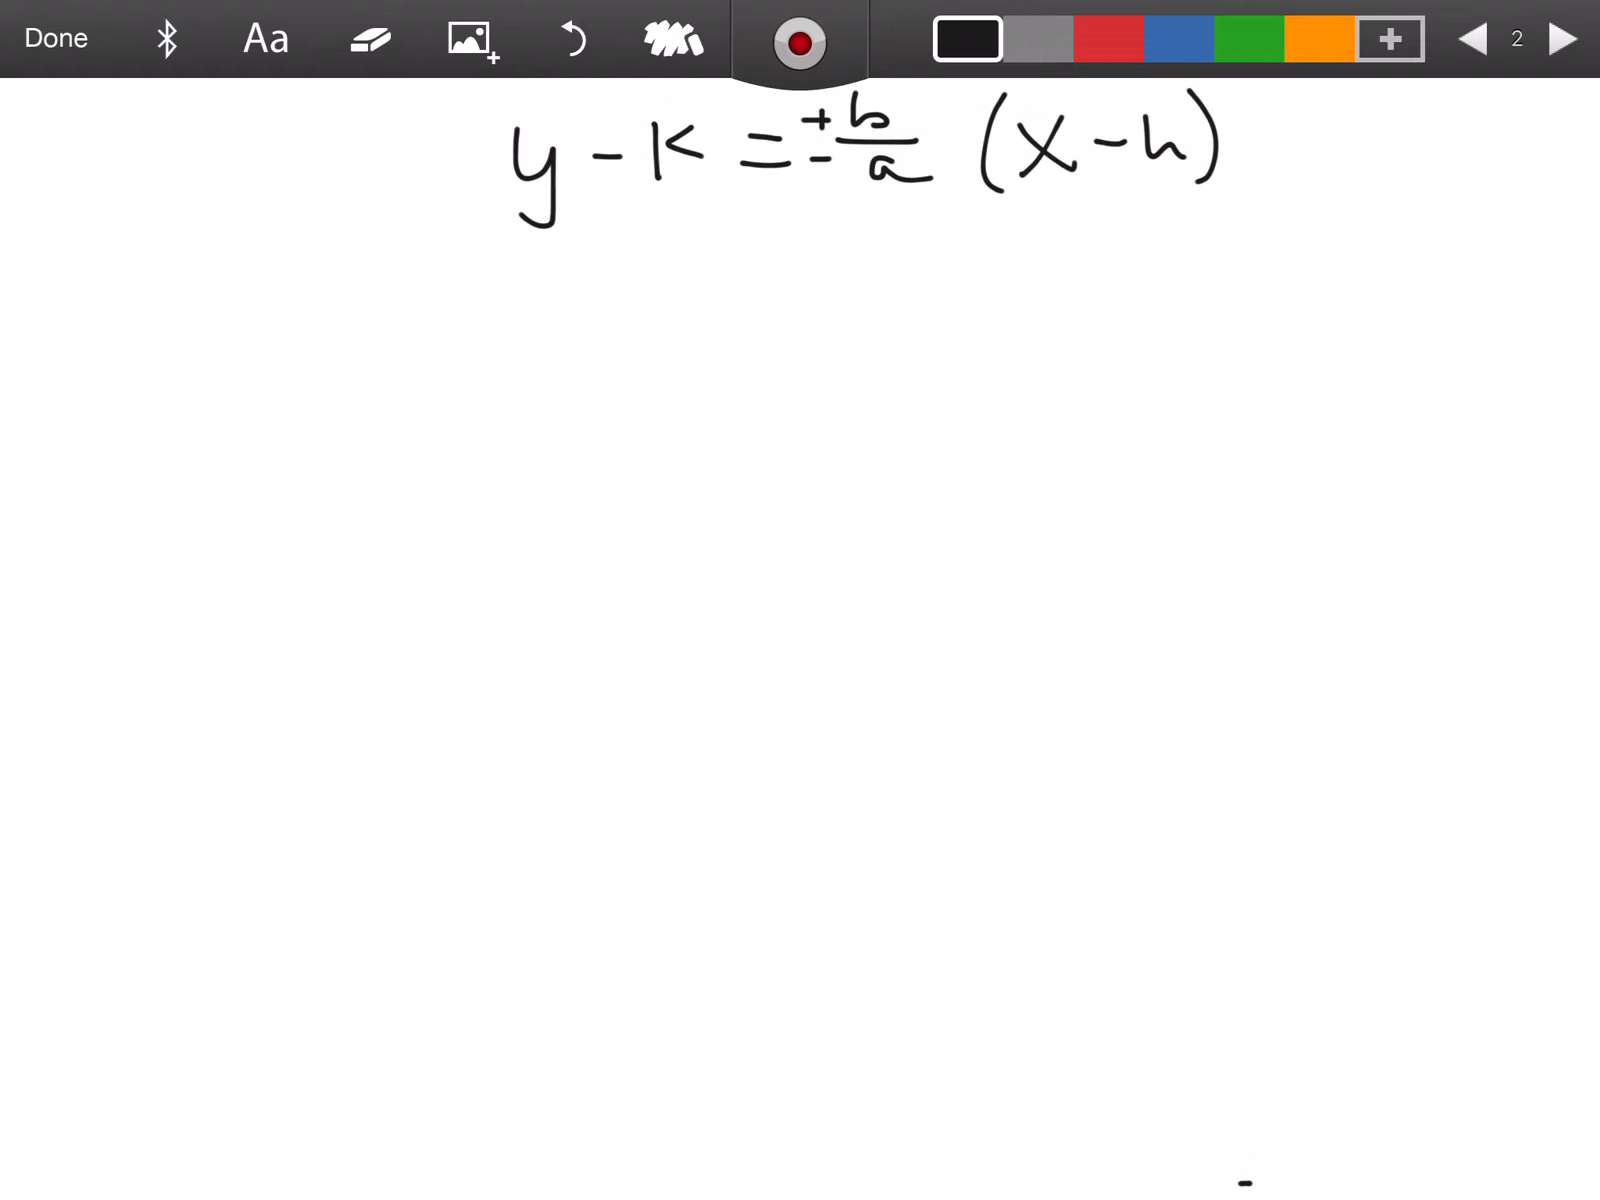 Done Aa 2
y - k = ± b/a (x - h)